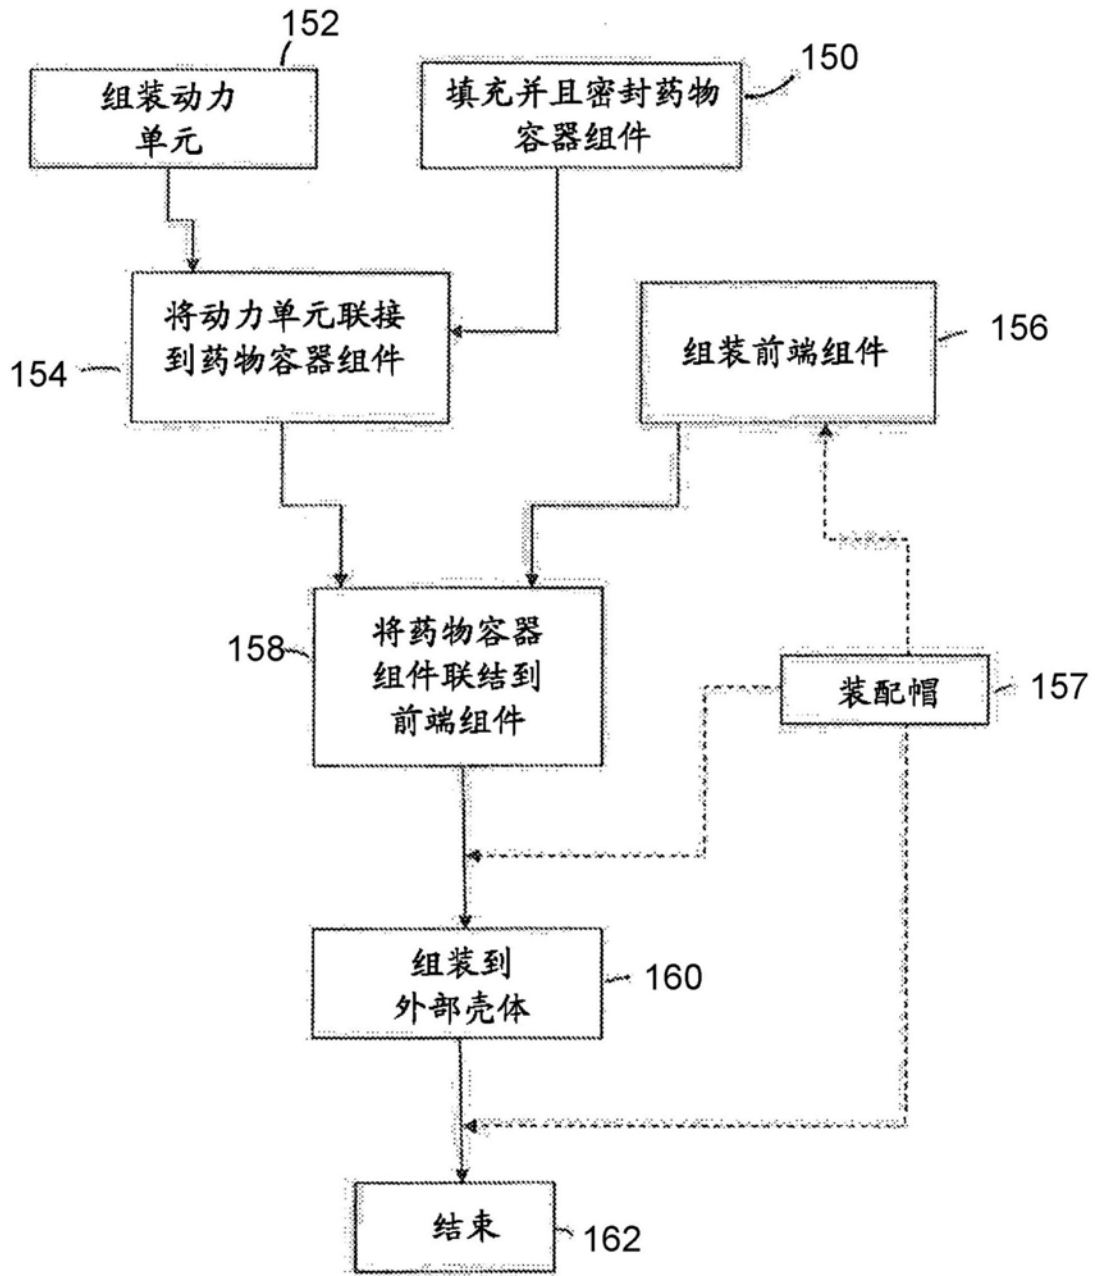 152
组装动力
单元
150
填充并且密封药物
容器组件
154
将动力单元联接
到药物容器组件
156
组装前端组件
158
将药物容器
组件联结到
前端组件
装配帽
157
组装到
外部壳体
160
结束
162